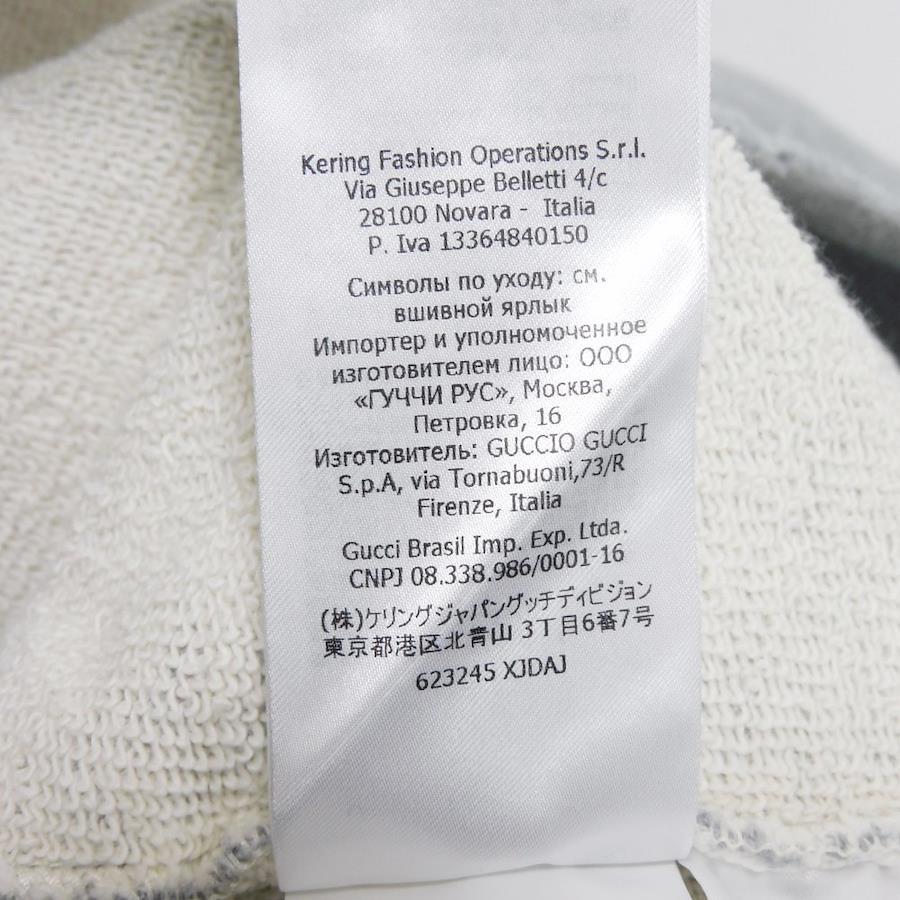 Kering Fashion Operations S.r.l.
Via Giuseppe Belletti 4/c
28100 Novara - Italia
P. Iva 13364840150
Символы по уходу: см.
вшивной ярлык
Импортер и уполномоченное
изготовителем лицо: ООО
«ГУЧЧИ РУС», Москва,
Петровка, 16
Изготовитель: GUCCIO GUCCI
S.p.A, via Tornabuoni,73/R
Firenze, Italia
Gucci Brasil Imp. Exp. Ltda.
CNPJ 08.338.986/0001-16
(株)ケリングジャパングッチディビジョン
東京都港区北青山 3丁目6番7号
623245 XJDAJ